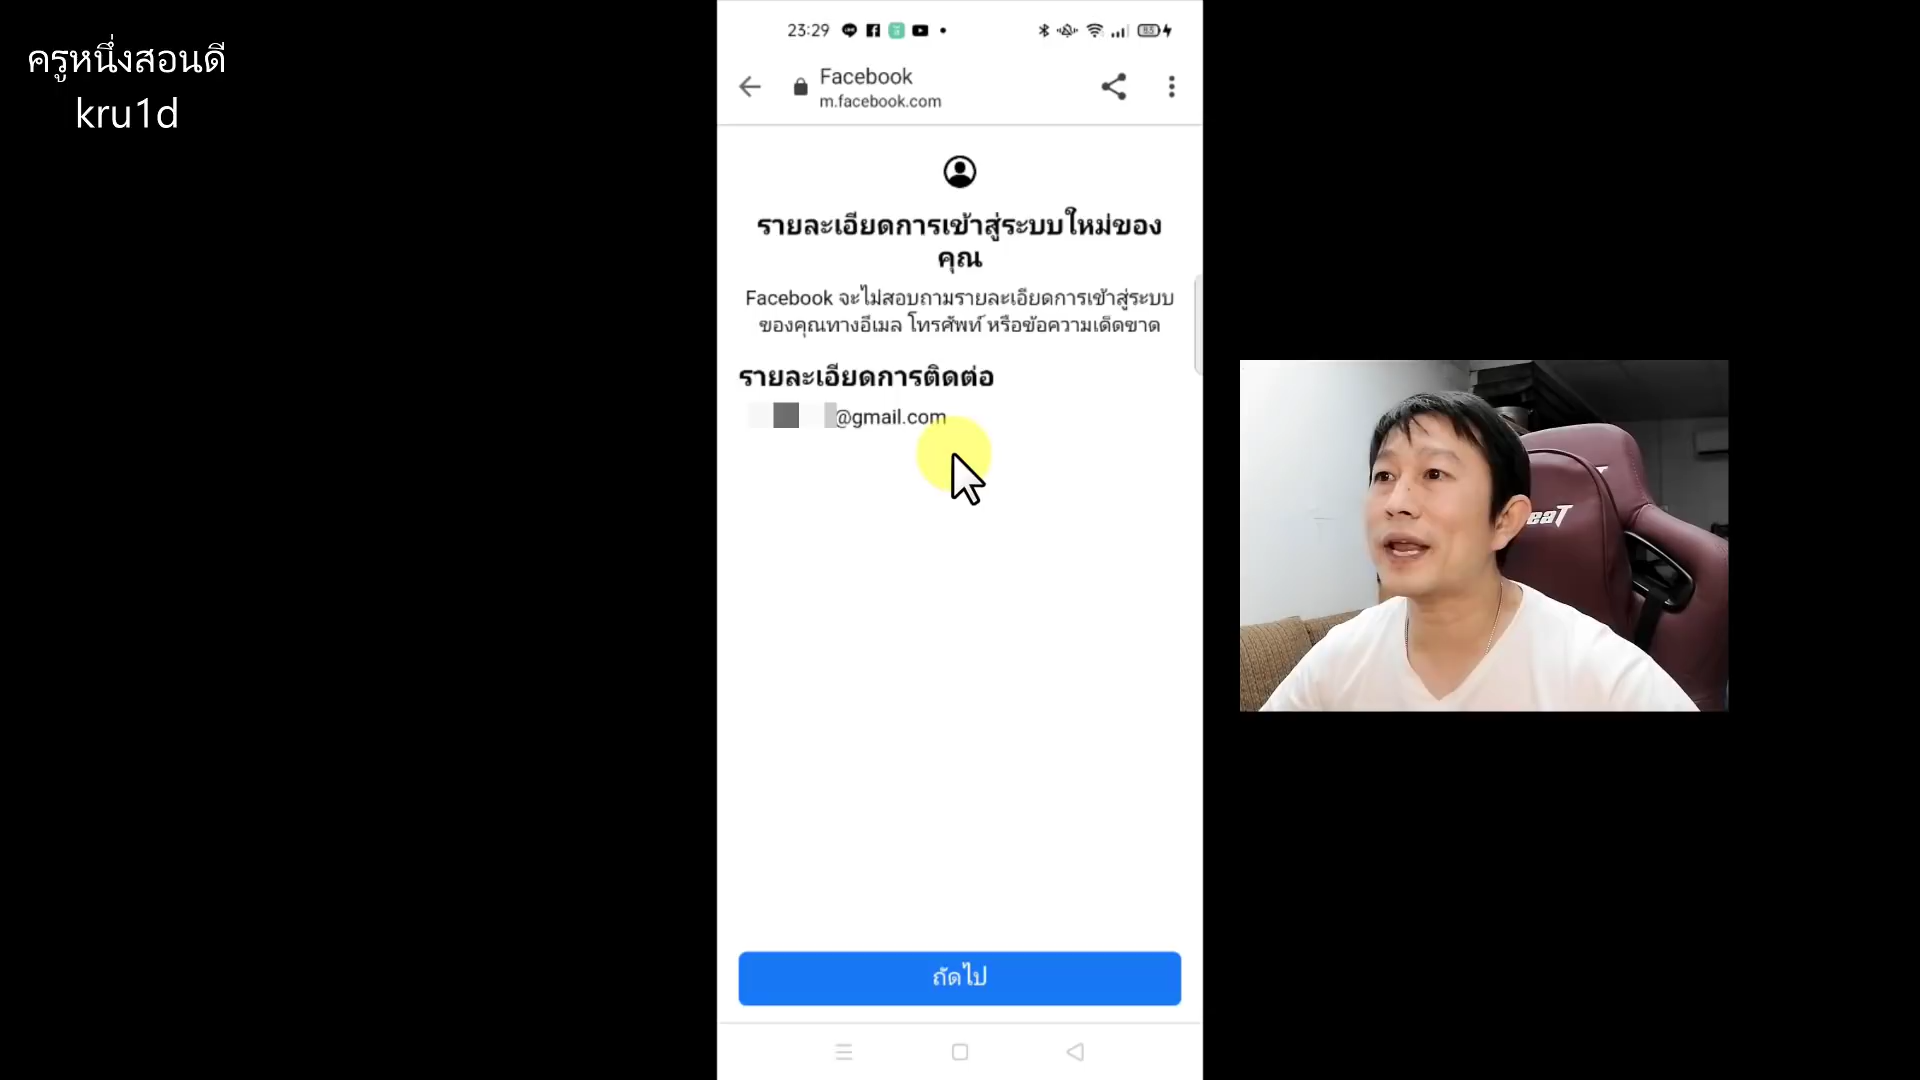 ครูหนึ่งสอนดี
kru1d
23:29
83
Facebook
m.facebook.com
รายละเอียดการเข้าสู่ระบบใหม่ของ
คุณ
Facebook จะไม่สอบถามรายละเอียดการเข้าสู่ระบบ
ของคุณทางอีเมล โทรศัพท์ หรือข้อความเด็ดขาด
รายละเอียดการติดต่อ
@gmail.com
ถัดไป